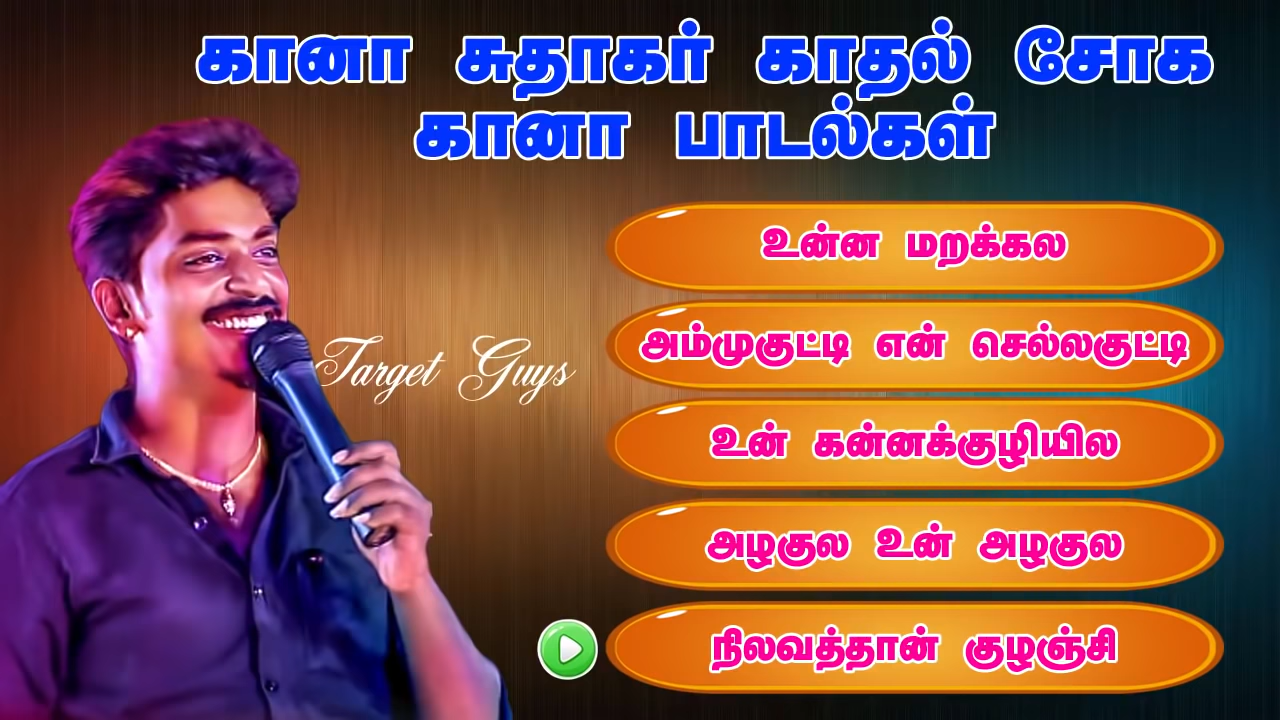 கானா சுதாகர் காதல் சோக
கானா பாடல்கள்
உன்ன மறக்கல
அம்முகுட்டி என் செல்லகுட்டி
Target Guys
உன் கன்னக்குழியில
அழகுல உன் அழகுல
நிலவத்தான் குழஞ்சி